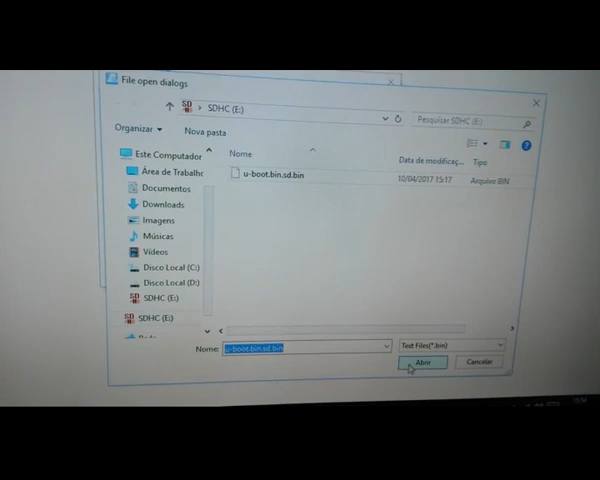 File open dialogs
SDHC (E:)
Pesquisar SDHC (E:)
Organizar
Nova pasta
Este Computador
Nome
Data de modificaç...
Tipo
Área de Trabalho
u-boot.bin.sd.bin
10/04/2017 15:17
Arquivo BIN
Documentos
Downloads
Imagens
Músicas
Vídeos
Disco Local (C:)
Disco Local (D:)
SDHC (E:)
SDHC (E:)
Nome:
u-boot.bin.sd.bin
Test Files(*.bin)
Abrir
Cancelar